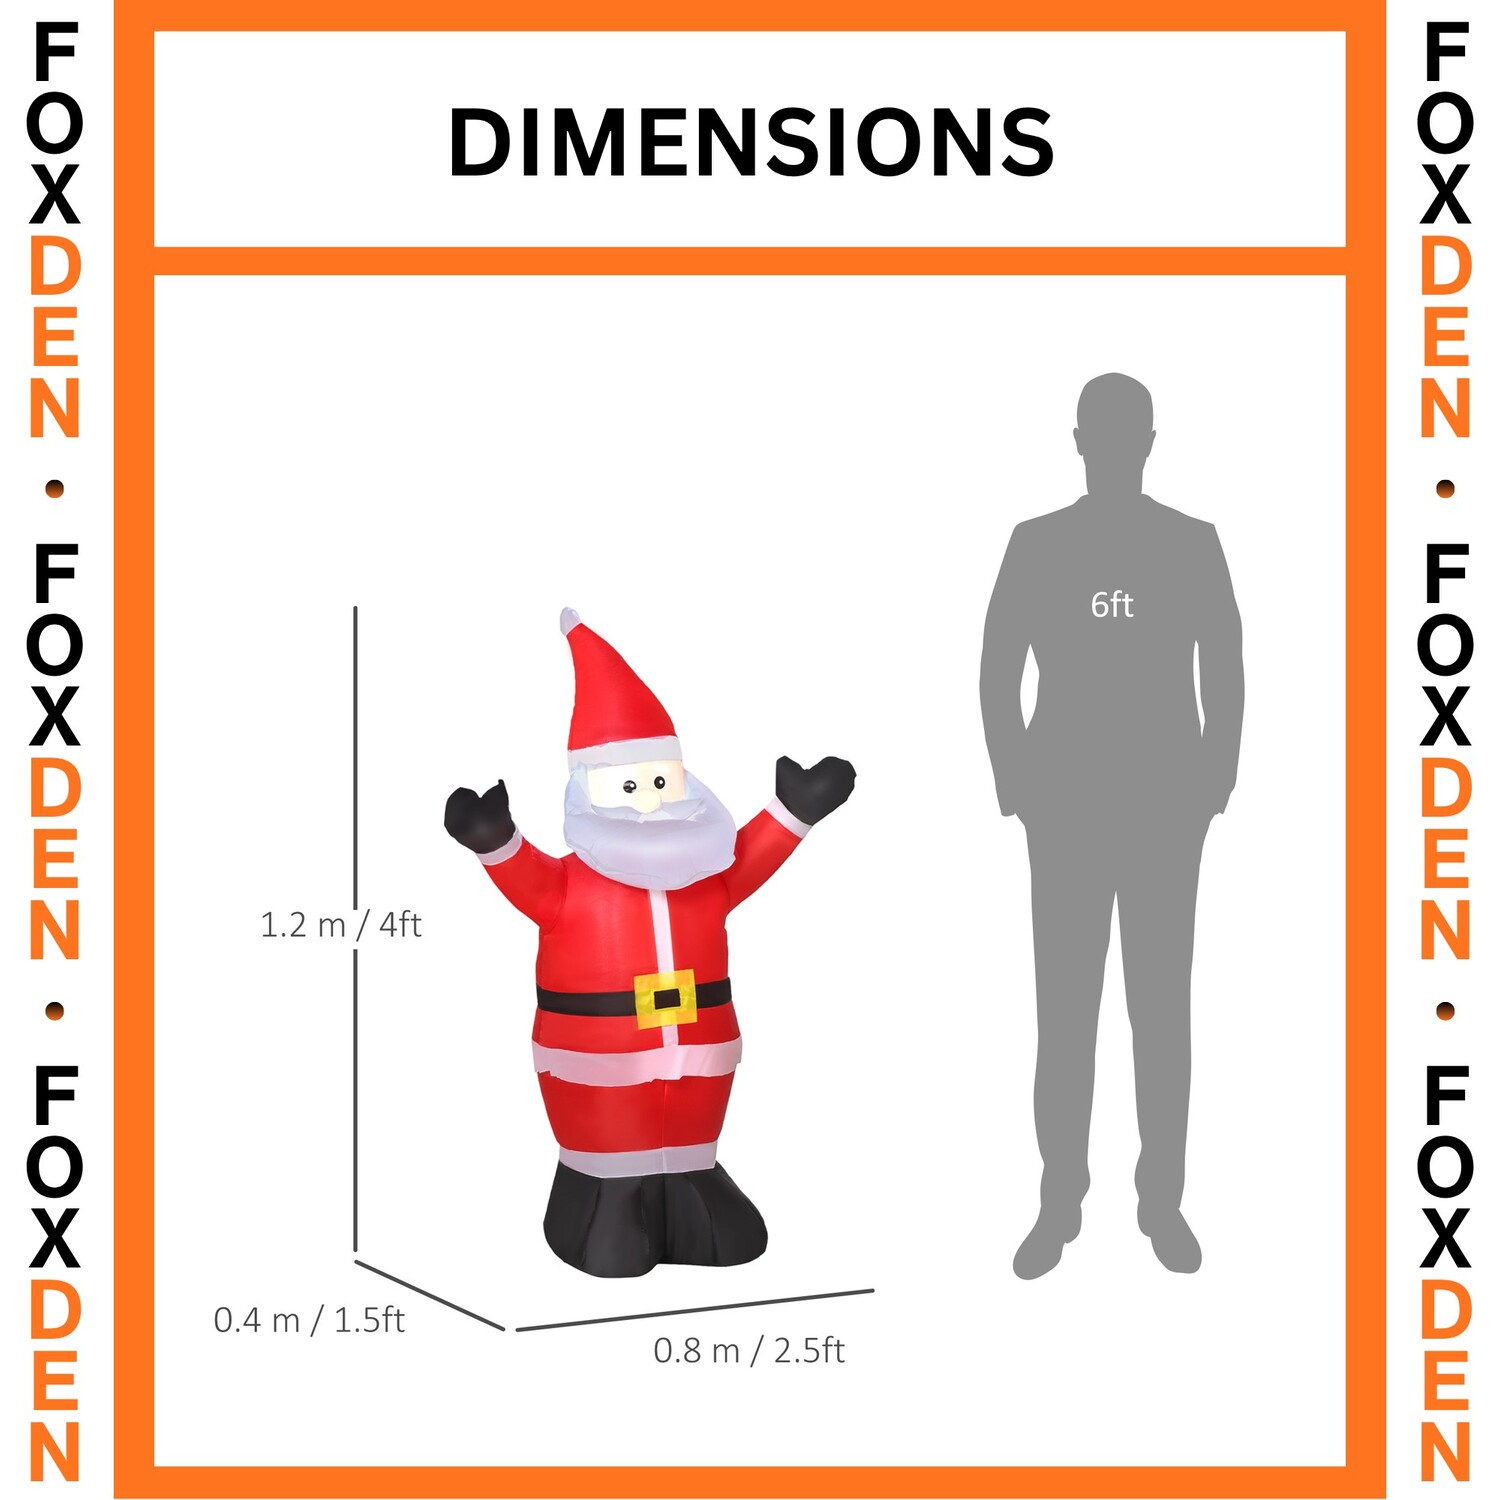 FOXDEN • FOXDEN • FOXDEN
DIMENSIONS
6ft
1.2 m / 4ft
0.4 m / 1.5ft
0.8 m / 2.5ft
FOXDEN • FOXDEN • FOXDEN